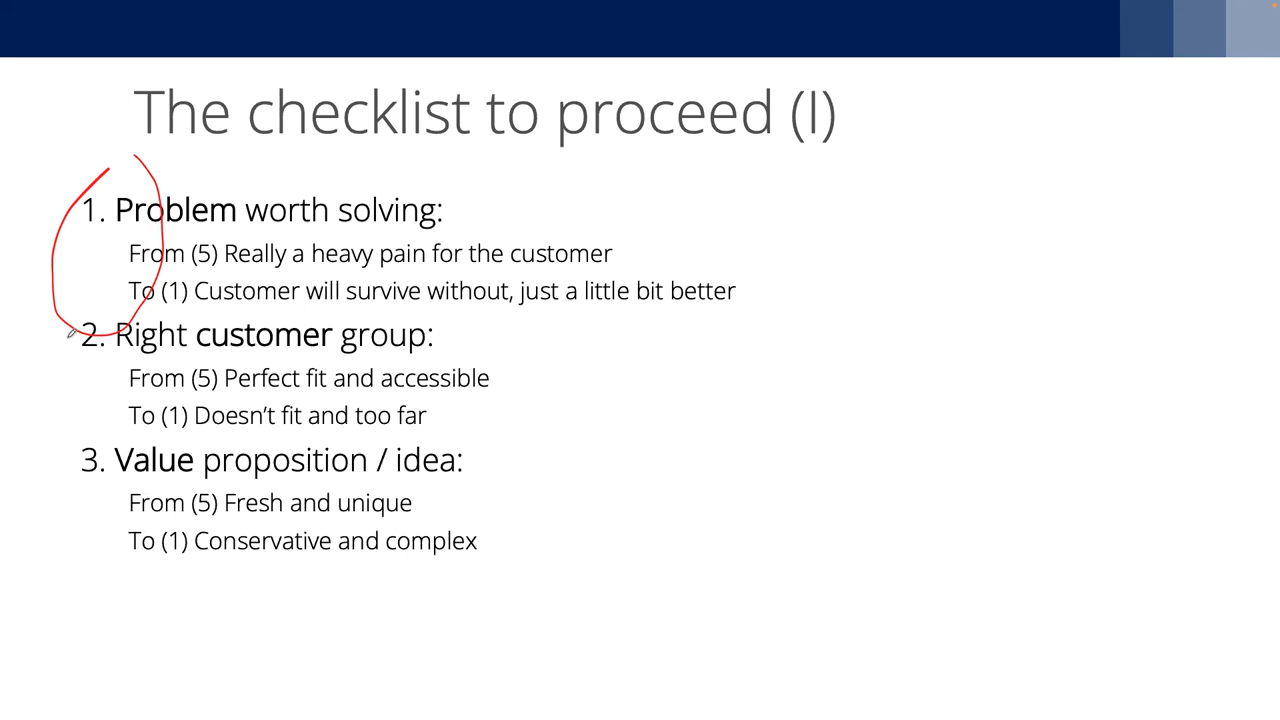 The checklist to proceed (I)
1. Problem worth solving:
From (5) Really a heavy pain for the customer
To (1) Customer will survive without, just a little bit better
2. Right customer group:
From (5) Perfect fit and accessible
To (1) Doesn’t fit and too far
3. Value proposition / idea:
From (5) Fresh and unique
To (1) Conservative and complex